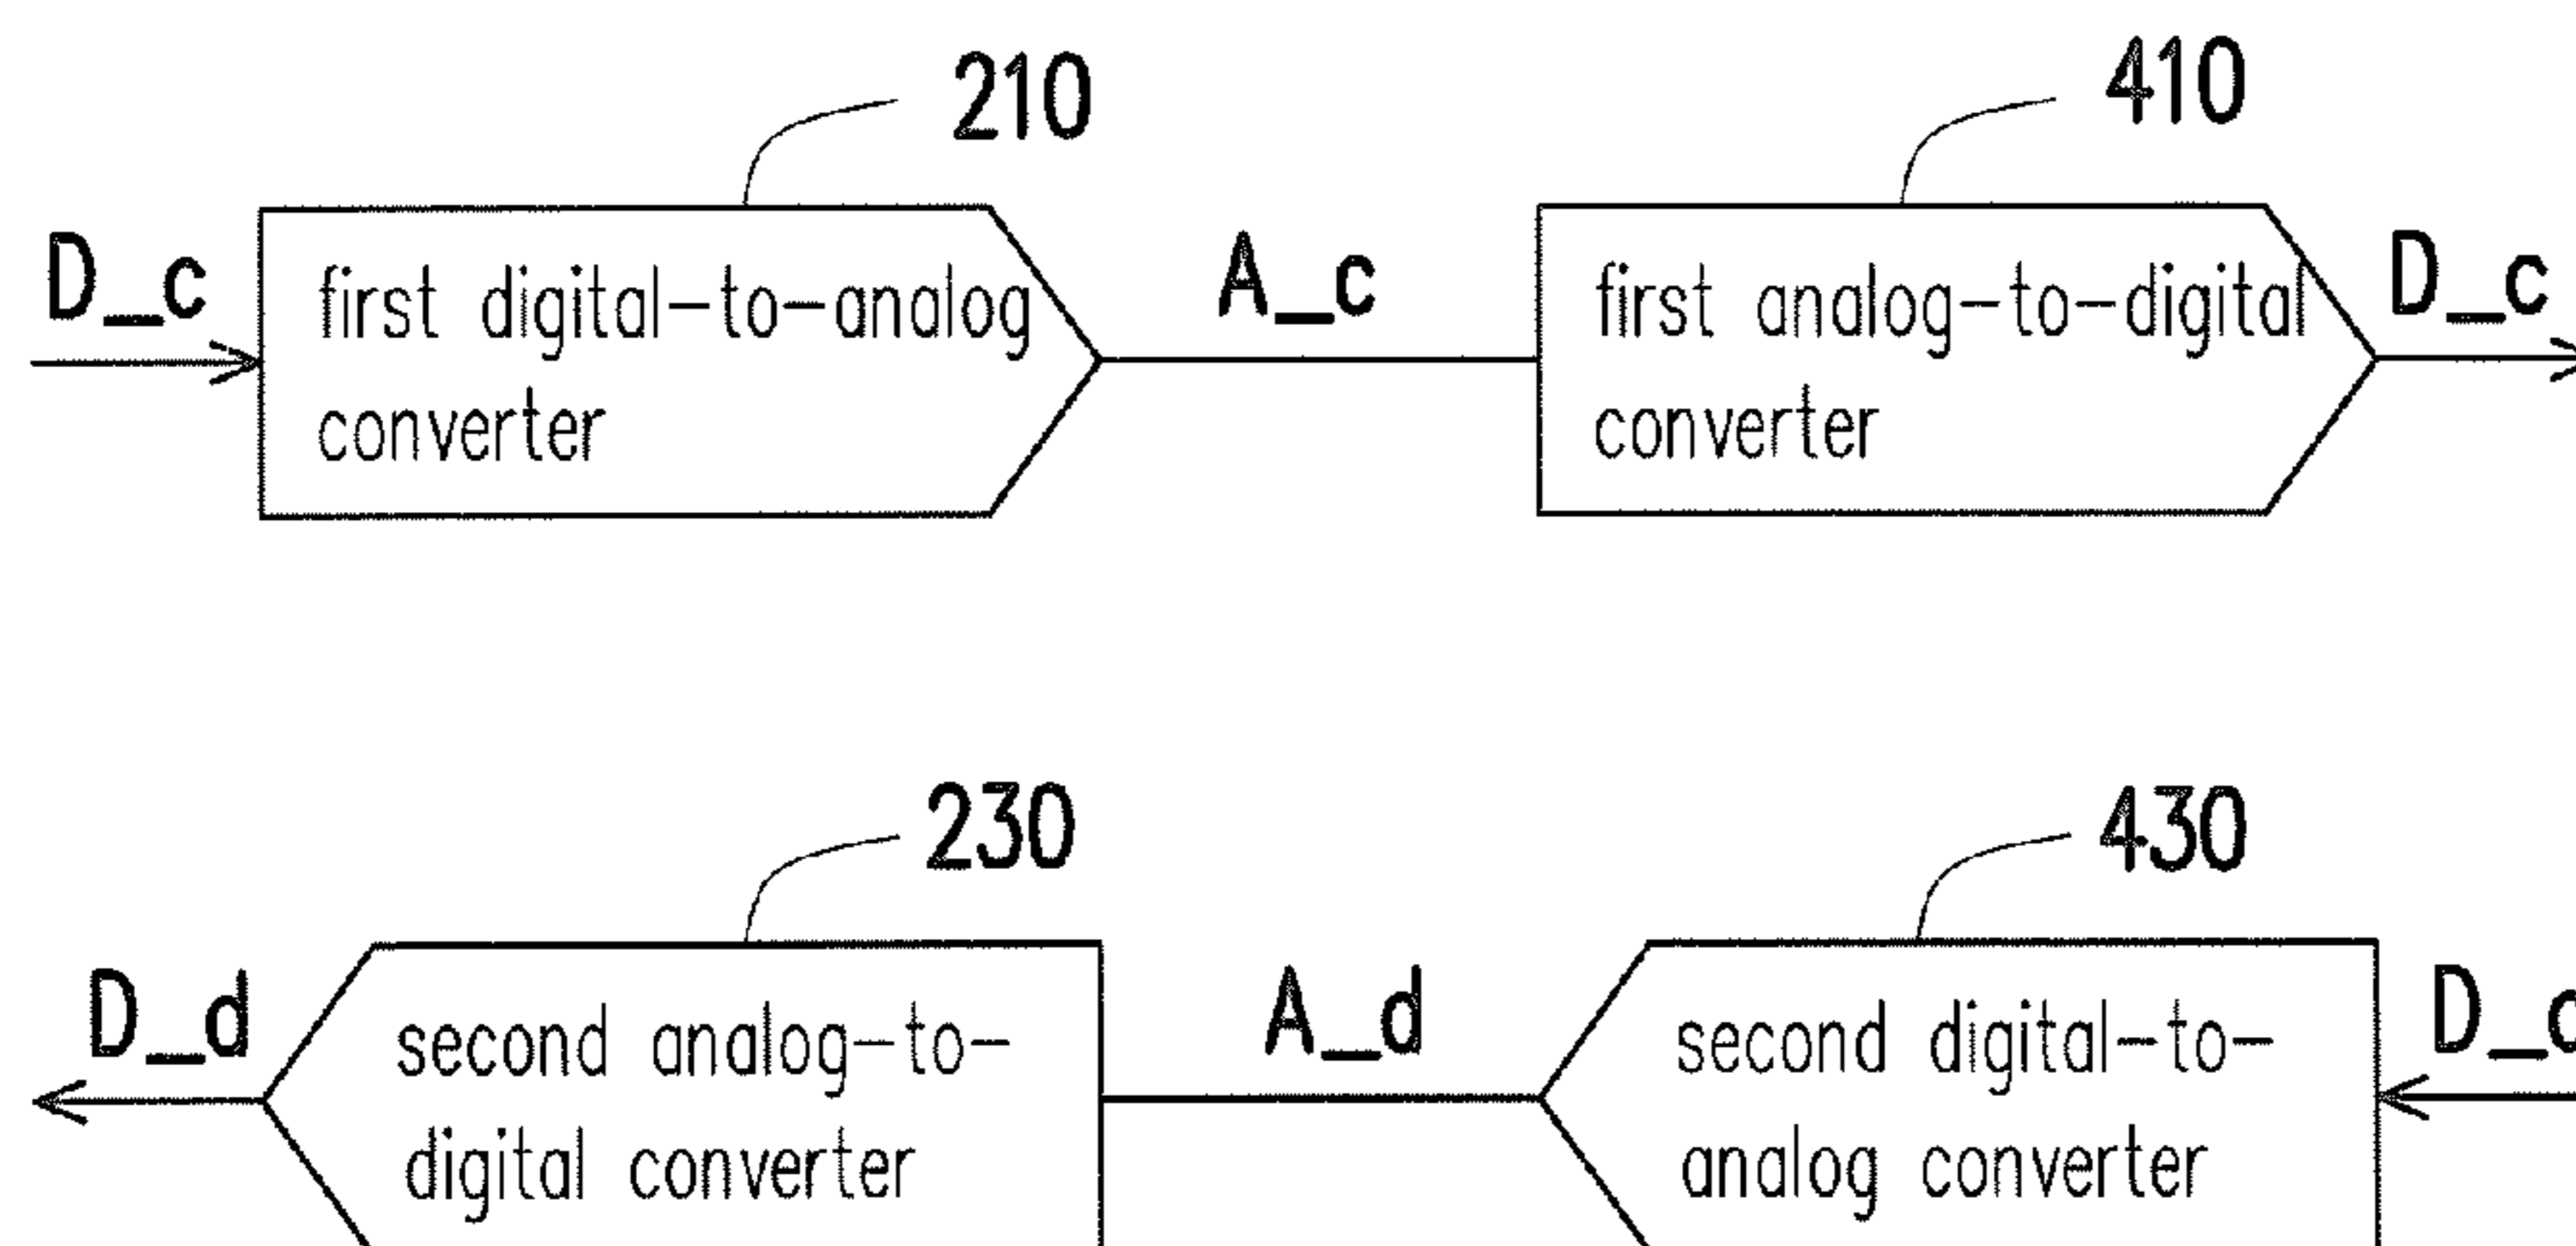 210
410
D_c
A_c
D_c
first digital-to-analog
converter
first analog-to-digital
converter
230
430
D_d
A_d
second analog-to-
digital converter
second digital-to-
analog converter